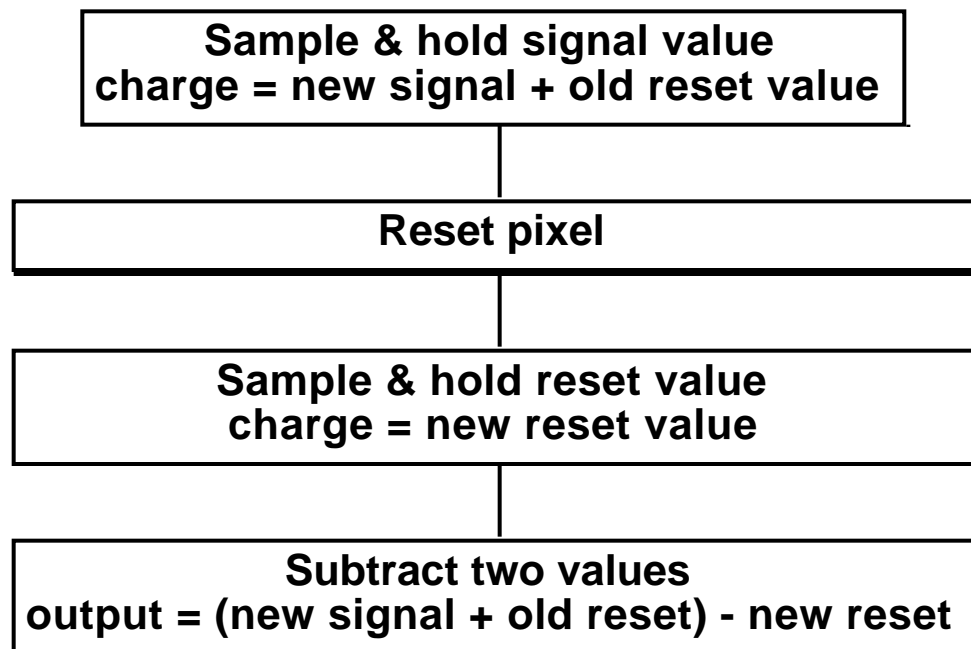 Sample & hold signal value
charge = new signal + old reset value
Reset pixel
Sample & hold reset value
charge = new reset value
Subtract two values
output = (new signal + old reset) - new reset